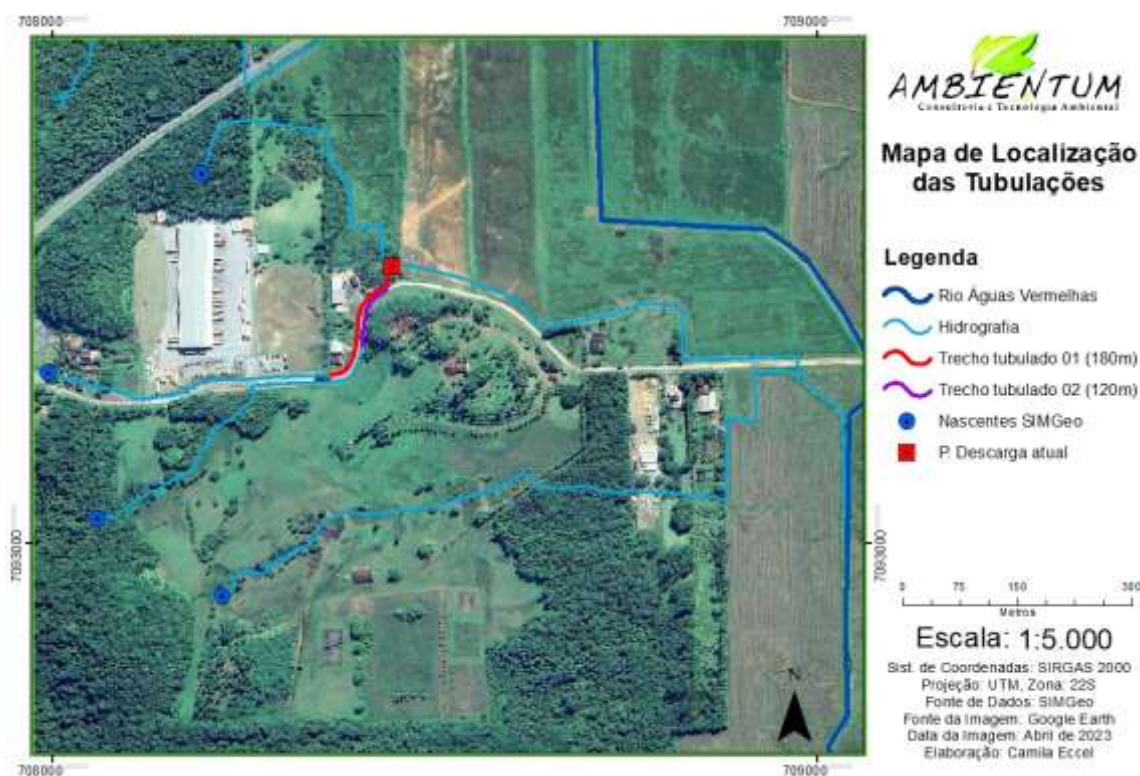 708000
709000
AMBIENTUM
Consultoria e Tecnologia Ambiental
Mapa de Localização
das Tubulações
Legenda
Rio Águas Vermelhas
Hidrografia
Trecho tubulado 01 (180m)
Trecho tubulado 02 (120m)
Nascentes SIMGeo
P. Descarga atual
7093000
7093000
0 75 150 300
Metros
Escala: 1:5.000
Sist. de Coordenadas: SIRGAS 2000
Projeção: UTM, Zona: 22S
Fonte de Dados: SIMGeo
Fonte da Imagem: Google Earth
Data da Imagem: Abril de 2023
Elaboração: Camila Eccel
N
708000
709000